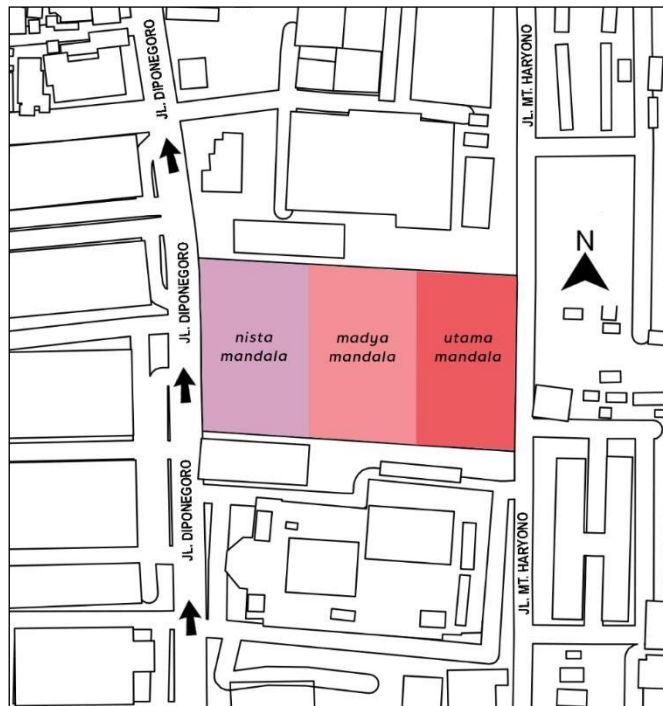 JL. DIPONEGORO
JL. MT. HARYONO
N
JL. DIPONEGORO
nista
mandala
madya
mandala
utama
mandala
JL. DIPONEGORO
JL. MT. HARYONO